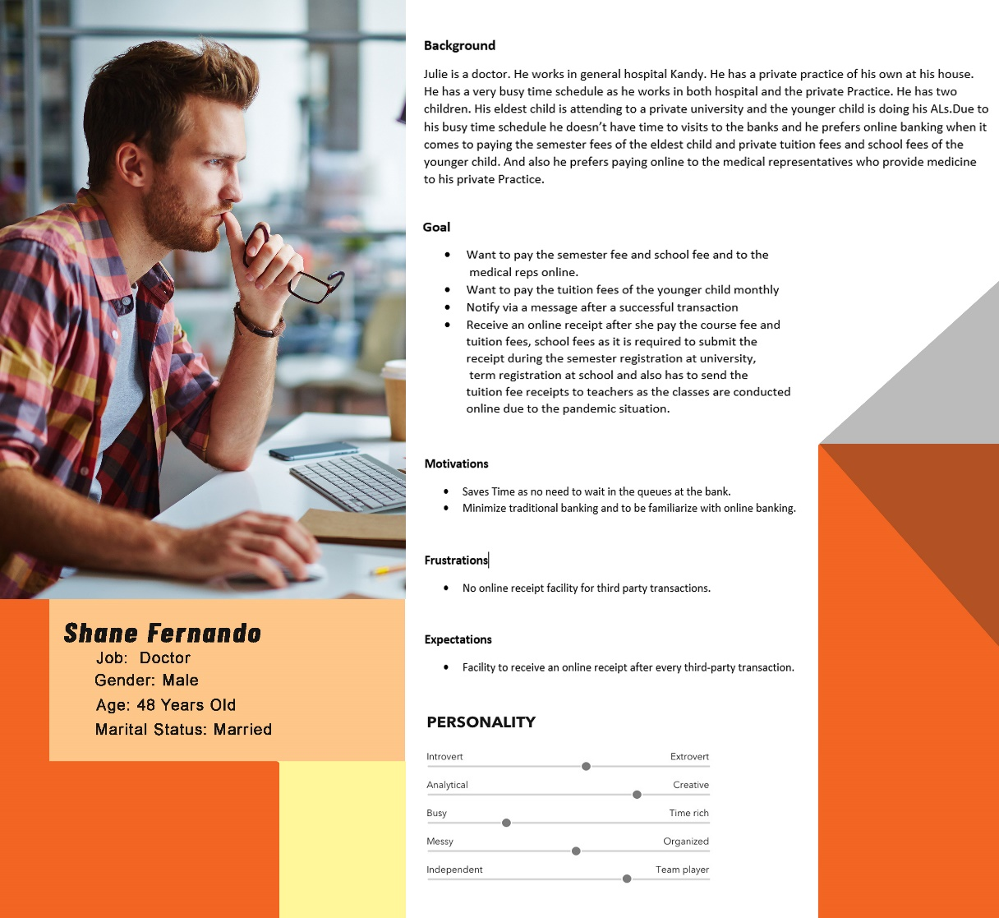 Background
Julie is a doctor. He works in general hospital Kandy. He has a private practice of his own at his house.
He has a very busy time schedule as he works in both hospital and the private Practice. He has two
children. His eldest child is attending to a private university and the younger child is doing his ALs.Due to
his busy time schedule he doesn’t have time to visits to the banks and he prefers online banking when it
comes to paying the semester fees of the eldest child and private tuition fees and school fees of the
younger child. And also he prefers paying online to the medical representatives who provide medicine
to his private Practice.
Goal
• Want to pay the semester fee and school fee and to the
medical reps online.
• Want to pay the tuition fees of the younger child monthly
• Notify via a message after a successful transaction
• Receive an online receipt after she pay the course fee and
tuition fees, school fees as it is required to submit the
receipt during the semester registration at university,
term registration at school and also has to send the
tuition fee receipts to teachers as the classes are conducted
online due to the pandemic situation.
Motivations
• Saves Time as no need to wait in the queues at the bank.
• Minimize traditional banking and to be familiarize with online banking.
Frustrations
• No online receipt facility for third party transactions.
Expectations
• Facility to receive an online receipt after every third-party transaction.
PERSONALITY
Introvert Extrovert
Analytical Creative
Busy Time rich
Messy Organized
Independent Team player
Shane Fernando
Job: Doctor
Gender: Male
Age: 48 Years Old
Marital Status: Married